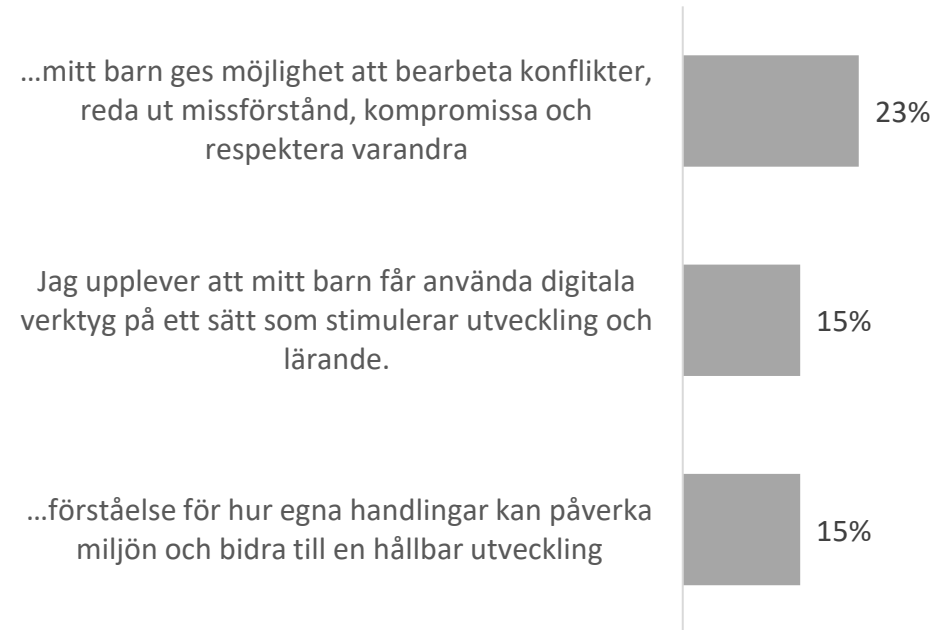 …mitt barn ges möjlighet att bearbeta konflikter,
reda ut missförstånd, kompromissa och
respektera varandra
23%
Jag upplever att mitt barn får använda digitala
verktyg på ett sätt som stimulerar utveckling och
lärande.
15%
…förståelse för hur egna handlingar kan påverka
miljön och bidra till en hållbar utveckling
15%